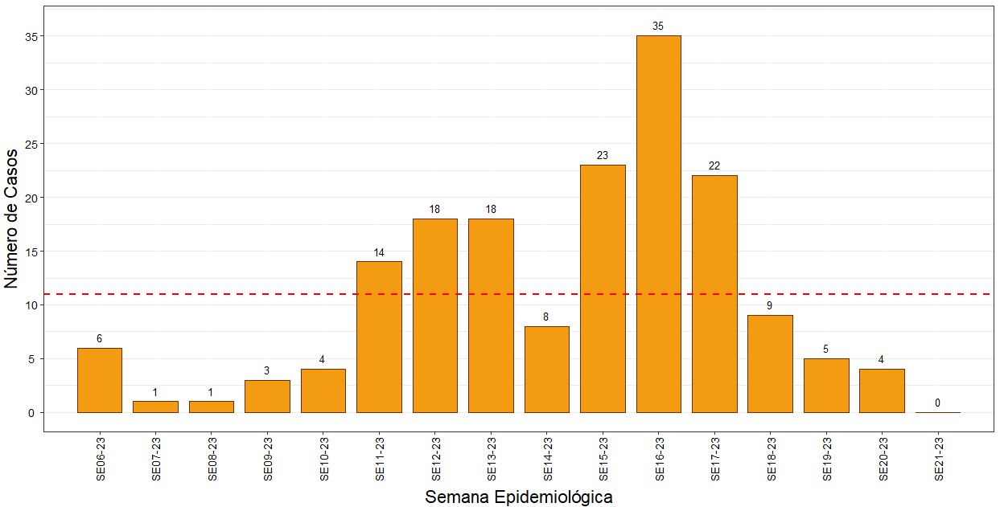 Número de Casos
35
30
25
20
15
10
5
0
6
1
1
3
4
14
18
18
8
23
35
22
9
5
4
0
SE06-23
SE07-23
SE08-23
SE09-23
SE10-23
SE11-23
SE12-23
SE13-23
SE14-23
SE15-23
SE16-23
SE17-23
SE18-23
SE19-23
SE20-23
SE21-23
Semana Epidemiológica